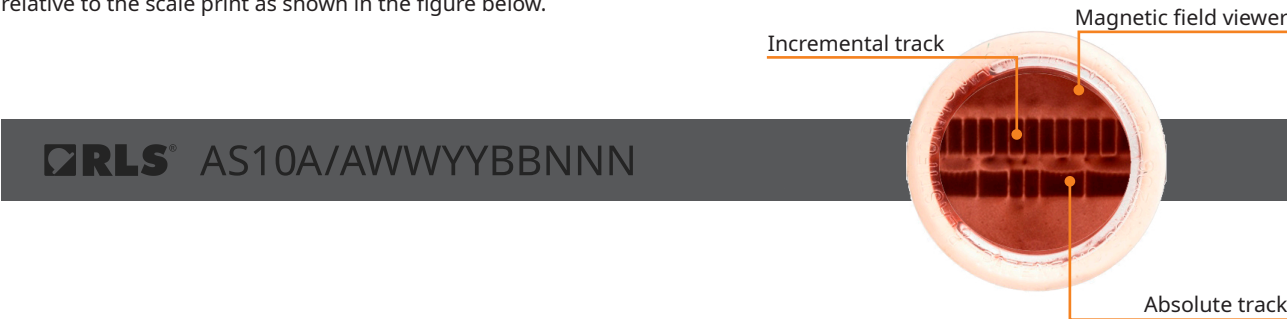 relative to the scale print as shown in the figure below.
Magnetic field viewer
Incremental track
RLS® AS10A/AWWYYBBNNN
Absolute track